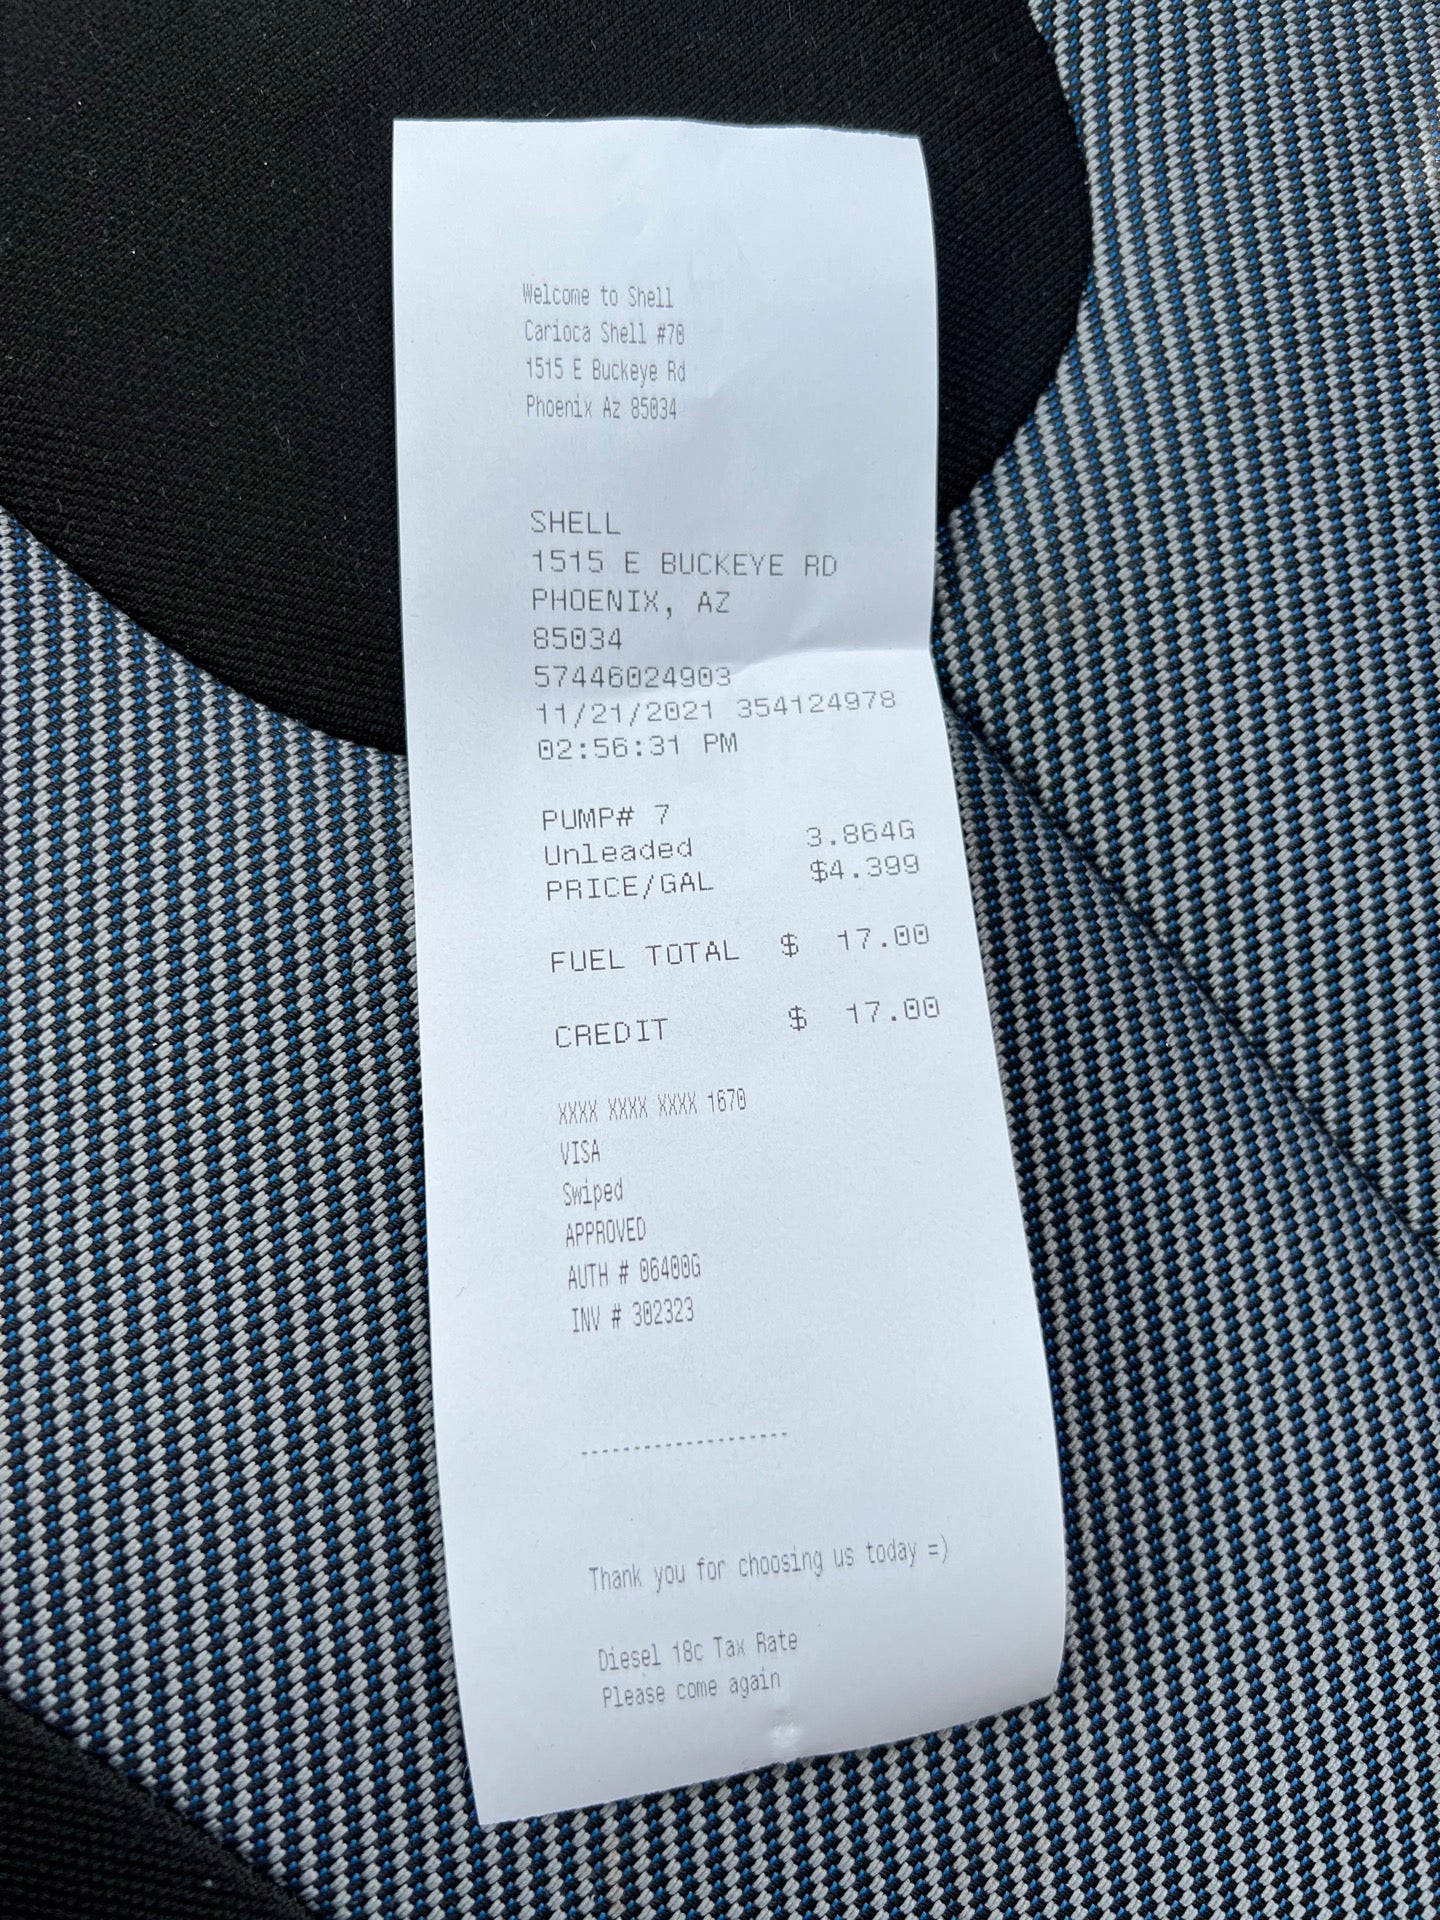 Welcome to Shell
Carioca Shell #70
1515 E Buckeye Rd
Phoenix Az 85034
SHELL
1515 E BUCKEYE RD
PHOENIX, AZ
85034
57446024903
11/21/2021 354124978
02:56:31 PM
PUMP# 7
Unleaded 3.864G
PRICE/GAL $4.399
FUEL TOTAL $ 17.00
CREDIT $ 17.00
XXXX XXXX XXXX 1670
VISA
Swiped
APPROVED
AUTH # 06400G
INV # 302323
--------------------
Thank you for choosing us today =)
Diesel 18c Tax Rate
Please come again